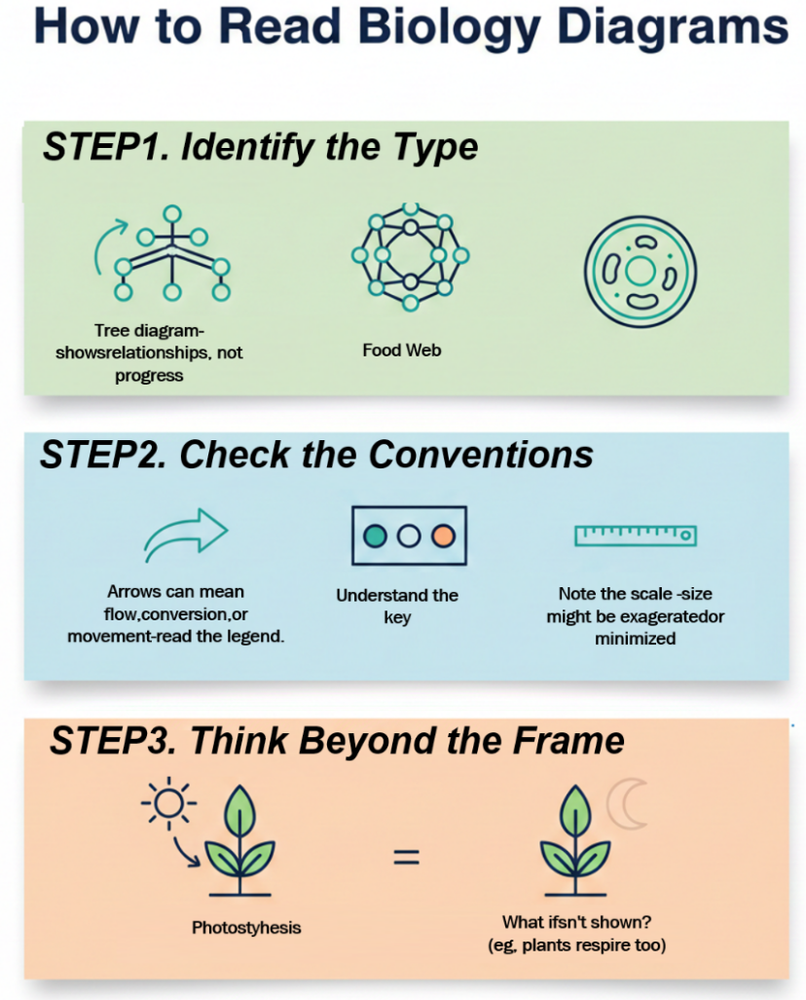 How to Read Biology Diagrams
STEP1. Identify the Type
Tree diagram-
showsrelationships, not
progress
Food Web
STEP2. Check the Conventions
Arrows can mean
flow,conversion,or
movement-read the legend.
Understand the
key
Note the scale -size
might be exageratedor
minimized
STEP3. Think Beyond the Frame
=
Photostyhesis
What ifsn't shown?
(eg, plants respire too)